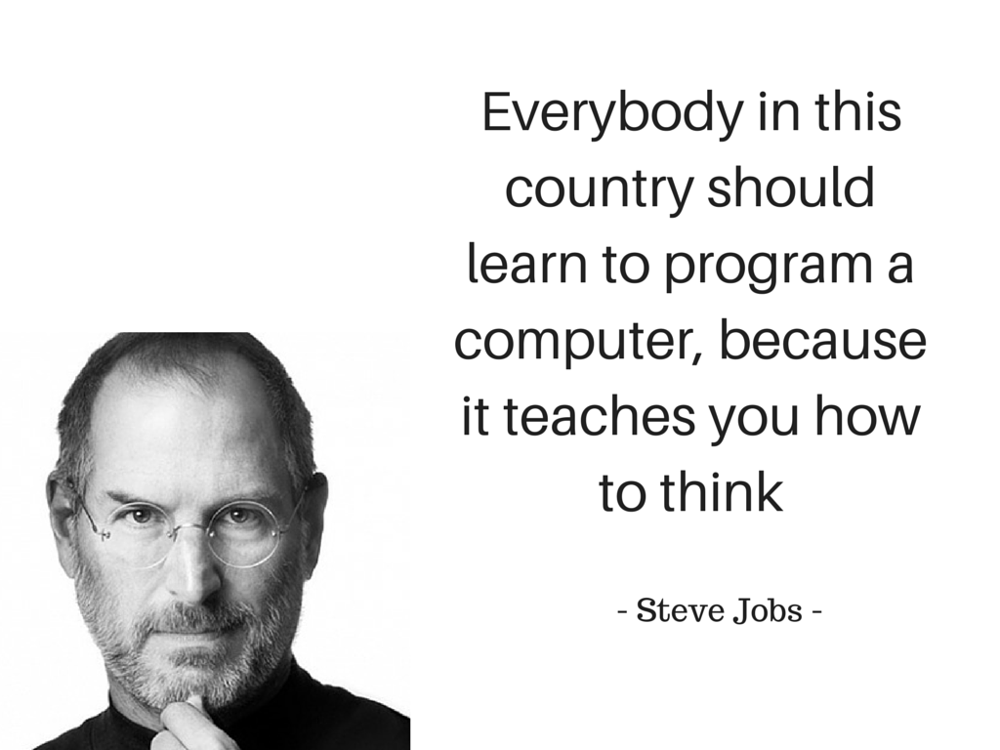 Everybody in this
country should
learn to program a
computer, because
it teaches you how
to think
- Steve Jobs -